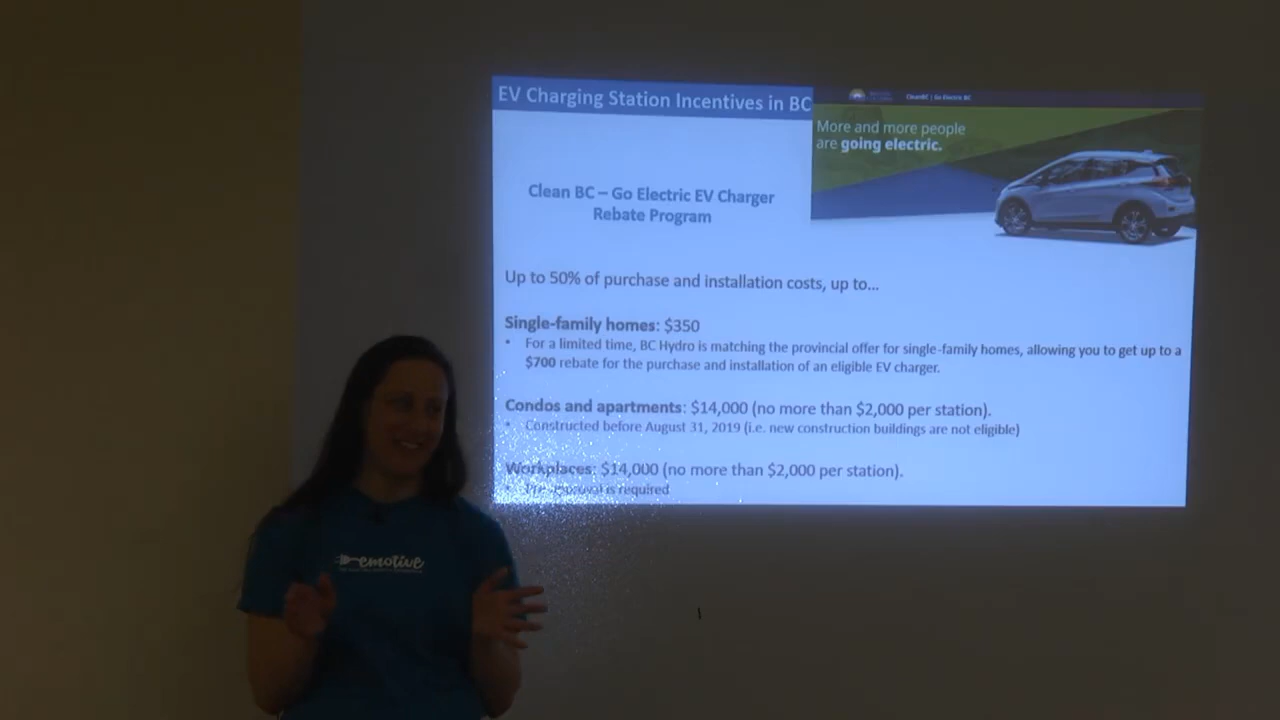 EV Charging Station Incentives in BC
CleanBC | Go Electric BC
More and more people
are going electric.
Clean BC – Go Electric EV Charger
Rebate Program
Up to 50% of purchase and installation costs, up to...
Single-family homes: $350
• For a limited time, BC Hydro is matching the provincial offer for single-family homes, allowing you to get up to a
$700 rebate for the purchase and installation of an eligible EV charger.
Condos and apartments: $14,000 (no more than $2,000 per station).
• Constructed before August 31, 2019 (i.e. new construction buildings are not eligible)
Workplaces: $14,000 (no more than $2,000 per station).
• is required
emotive